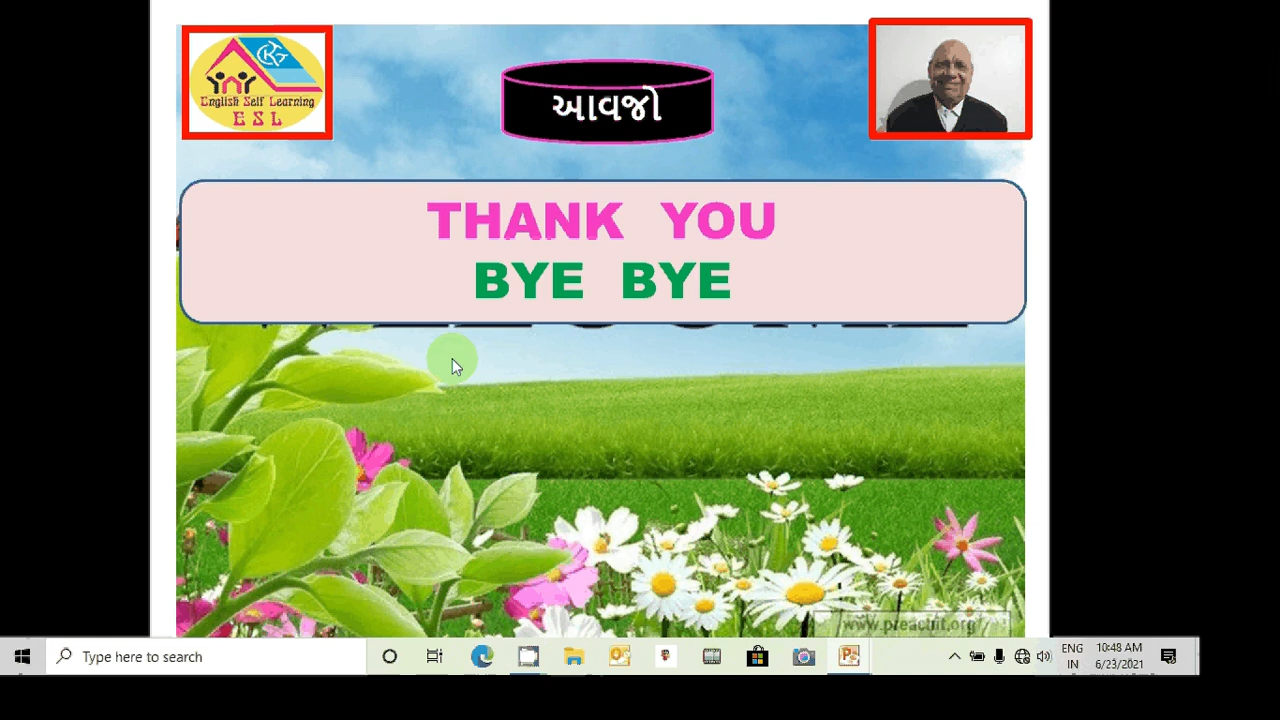 English Self Learning
E S L
આવજો
THANK YOU
BYE BYE
www.preachit.org
Type here to search
ENG
IN
10:48 AM
6/23/2021